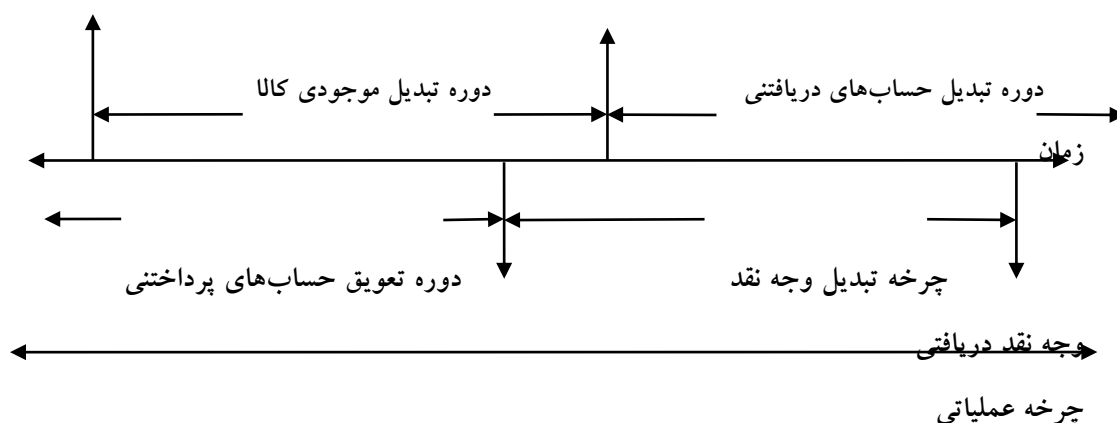 دوره تبدیل حساب‌های دریافتنی
دوره تبدیل موجودی کالا
زمان
چرخه تبدیل وجه نقد
دوره تعویق حساب‌های پرداختنی
وجه نقد دریافتی
چرخه عملیاتی